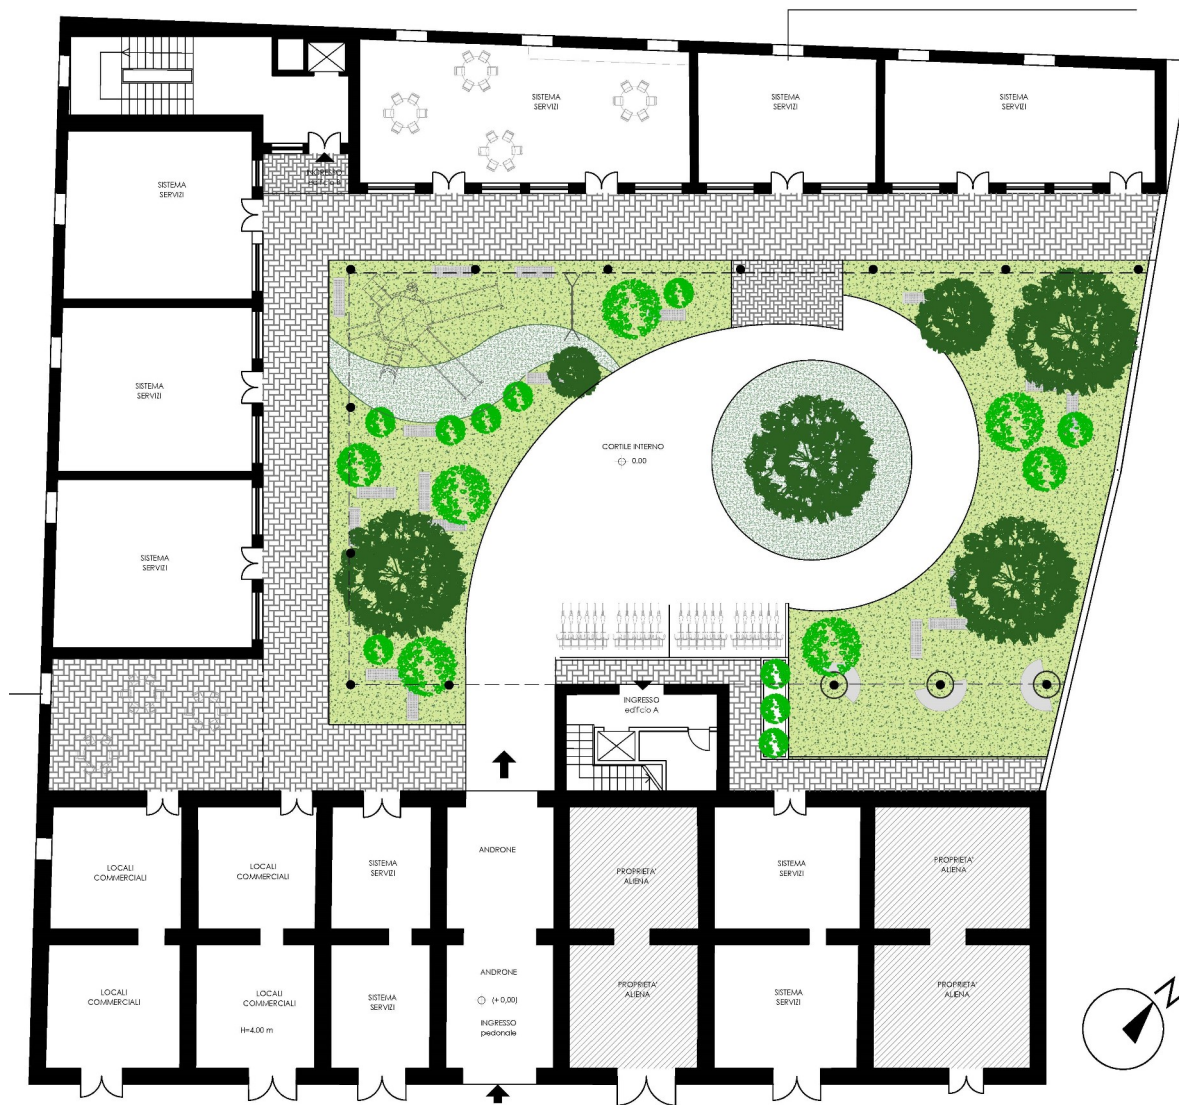 SISTEMA
SERVIZI
SISTEMA
SERVIZI
SISTEMA
SERVIZI
INGRESSO
edificio B
SISTEMA
SERVIZI
SISTEMA
SERVIZI
CORTILE INTERNO
0.00
SISTEMA
SERVIZI
INGRESSO
edificio A
LOCALI
COMMERCIALI
LOCALI
COMMERCIALI
SISTEMA
SERVIZI
ANDRONE
PROPRIETA'
ALIENA
SISTEMA
SERVIZI
PROPRIETA'
ALIENA
LOCALI
COMMERCIALI
LOCALI
COMMERCIALI
H=4.00 m
SISTEMA
SERVIZI
ANDRONE
(+0,00)
INGRESSO
pedonale
PROPRIETA'
ALIENA
SISTEMA
SERVIZI
PROPRIETA'
ALIENA
N